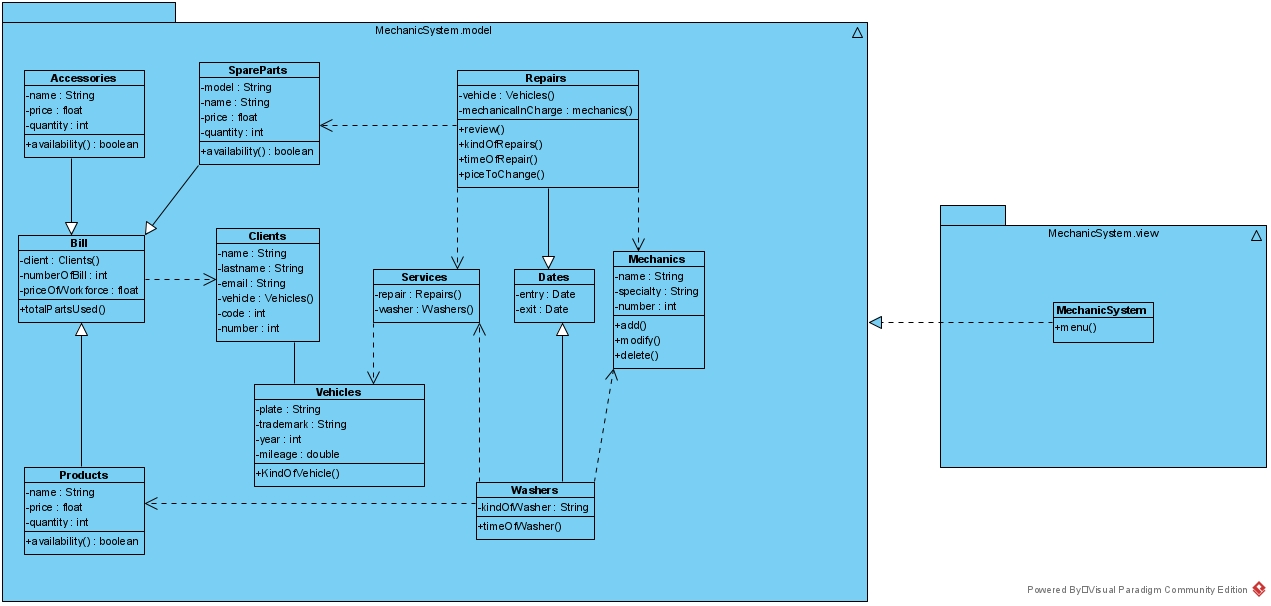 MechanicSystem.model
Accessories
-name : String
-price : float
-quantity : int
+availability() : boolean
SpareParts
-model : String
-name : String
-price : float
-quantity : int
+availability() : boolean
Repairs
-vehicle : Vehicles()
-mechanicalInCharge : mechanics()
+review()
+kindOfRepairs()
+timeOfRepair()
+piceToChange()
Bill
-client : Clients()
-numberOfBill : int
-priceOfWorkforce : float
+totalPartsUsed()
Clients
-name : String
-lastname : String
-email : String
-vehicle : Vehicles()
-code : int
-number : int
Services
-repair : Repairs()
-washer : Washers()
Dates
-entry : Date
-exit : Date
Mechanics
-name : String
-specialty : String
-number : int
+add()
+modify()
+delete()
Vehicles
-plate : String
-trademark : String
-year : int
-mileage : double
+KindOfVehicle()
Products
-name : String
-price : float
-quantity : int
+availability() : boolean
Washers
-kindOfWasher : String
+timeOfWasher()
MechanicSystem.view
MechanicSystem
+menu()
Powered By Visual Paradigm Community Edition